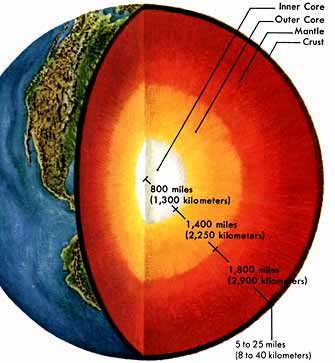 Inner Core
Outer Core
Mantle
Crust
800 miles
(1,300 kilometers)
1,400 miles
(2,250 kilometers)
1,800 miles
(2,900 kilometers)
5 to 25 miles
(8 to 40 kilometers)